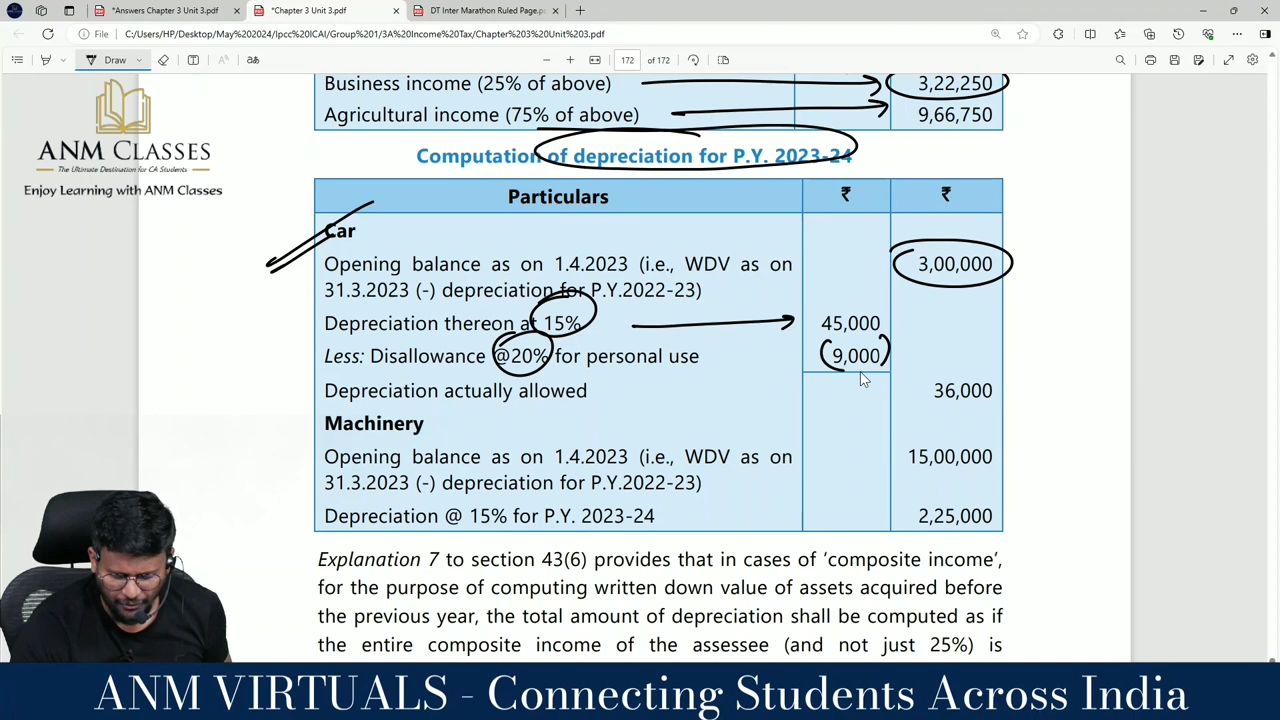 *Answers Chapter 3 Unit 3.pdf
*Chapter 3 Unit 3.pdf
DT Inter Marathon Ruled Page.p
File
C:/Users/HP/Desktop/May%202024/Ipcc%20ICAI/Group%201/3A%20Income%20Tax/Chapter%203%20Unit%203.pdf
Draw
172 of 172
ANM CLASSES
The Ultimate Destination for CA Students
Enjoy Learning with ANM Classes
Business income (25% of above) 3,22,250
Agricultural income (75% of above) 9,66,750
Computation of depreciation for P.Y. 2023-24
Particulars ₹ ₹
Car
Opening balance as on 1.4.2023 (i.e., WDV as on 3,00,000
31.3.2023 (-) depreciation for P.Y.2022-23)
Depreciation thereon at 15% 45,000
Less: Disallowance @20% for personal use 9,000
Depreciation actually allowed 36,000
Machinery
Opening balance as on 1.4.2023 (i.e., WDV as on 15,00,000
31.3.2023 (-) depreciation for P.Y.2022-23)
Depreciation @ 15% for P.Y. 2023-24 2,25,000
Explanation 7 to section 43(6) provides that in cases of ‘composite income’,
for the purpose of computing written down value of assets acquired before
the previous year, the total amount of depreciation shall be computed as if
the entire composite income of the assessee (and not just 25%) is
ANM VIRTUALS - Connecting Students Across India